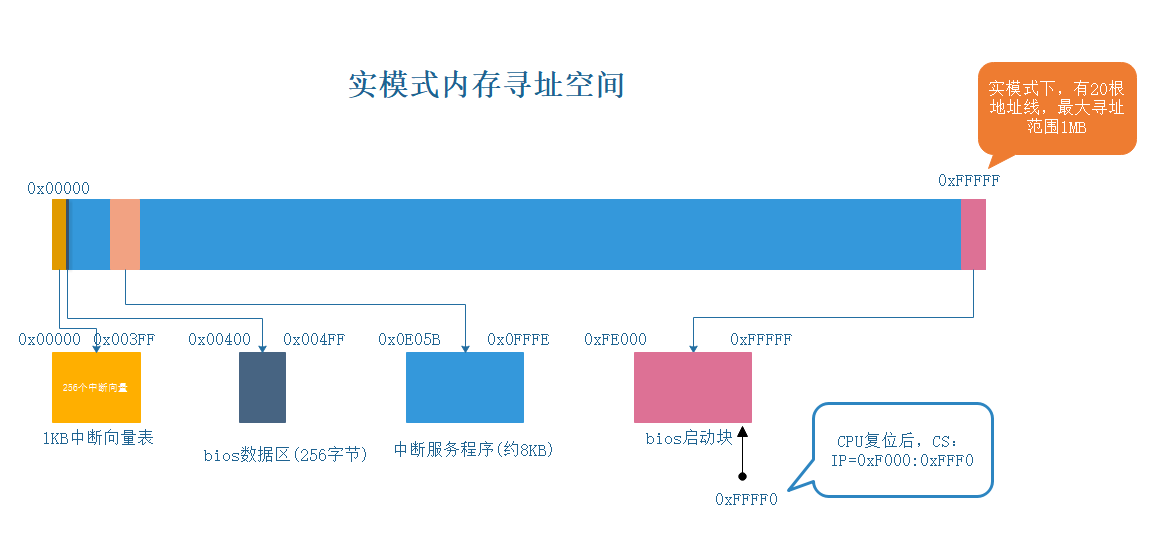 实模式内存寻址空间
实模式下，有20根
地址线，最大寻址
范围1MB
0x00000
0xFFFFF
0x00000
0x003FF
0x00400
0x004FF
0x0E05B
0x0FFFE
0xFE000
0xFFFFF
256个中断向量
1KB中断向量表
bios数据区(256字节)
中断服务程序(约8KB)
bios启动块
CPU复位后，CS:
IP=0xF000:0xFFF0
0xFFFF0